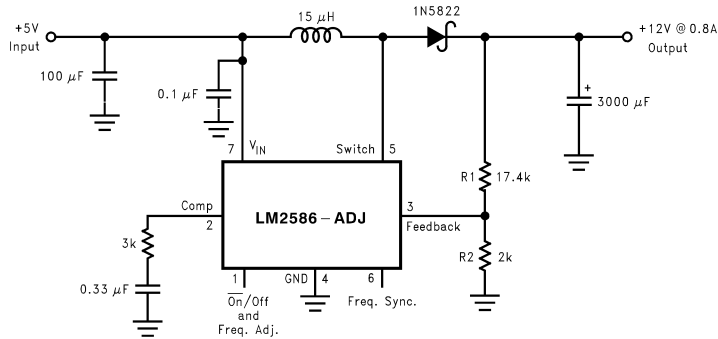 +5V
Input
15 μH
1N5822
+12V @ 0.8A
Output
100 μF
0.1 μF
+
3000 μF
7
VIN
Switch
5
R1
17.4k
Comp
2
LM2586-ADJ
3
Feedback
3k
R2
2k
0.33 μF
1
GND
4
6
On/Off
and
Freq. Adj.
Freq. Sync.